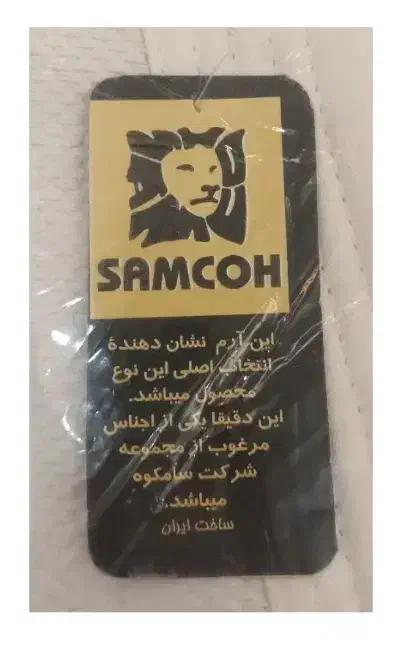 SAMCOH
این آرم نشان دهندهٔ
انتخاب اصلی این نوع
محصول میباشد.
این دقیقا یکی از اجناس
مرغوب از مجموعه
شرکت سامکوه
میباشد.
ساخت ایران